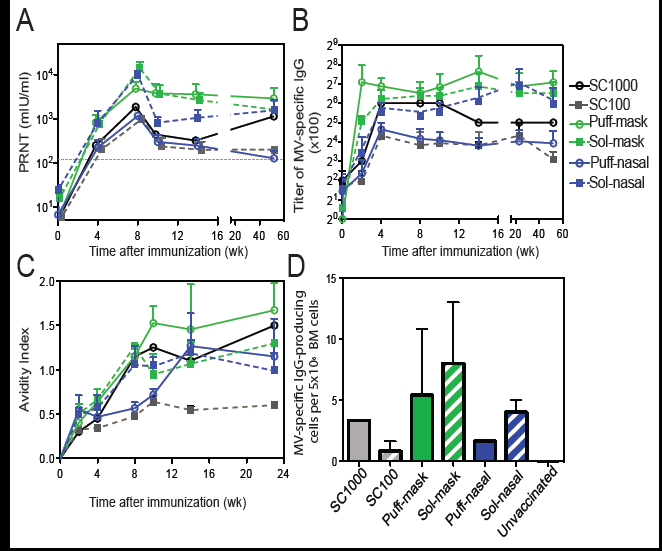 A
PRNT (mIU/ml)
10⁴
10³
10²
10¹
0 4 8 12 16 20 40 60
Time after immunization (wk)
B
Titer of MV-specific IgG
(x100)
2⁹
2⁸
2⁷
2⁶
2⁵
2⁴
2³
2²
2¹
2⁰
0 4 8 12 16 20 40 60
Time after immunization (wk)
SC1000
SC100
Puff-mask
Sol-mask
Puff-nasal
Sol-nasal
C
Avidity Index
2.0
1.5
1.0
0.5
0.0
0 4 8 12 16 20 24
Time after immunization (wk)
D
MV-specific IgG-producing
cells per 5x10⁶ BM cells
15
10
5
0
SC1000
SC100
Puff-mask
Sol-mask
Puff-nasal
Sol-nasal
Unvaccinated